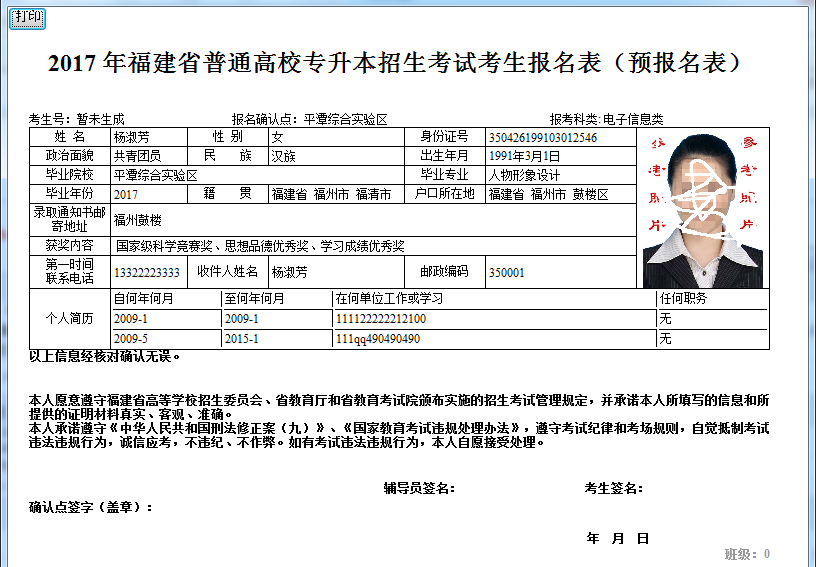 打印
2017 年福建省普通高校专升本招生考试考生报名表（预报名表）
考生号：暂未生成 报名确认点：平潭综合实验区 报考科类:电子信息类
姓 名 杨淑芳 性 别 女 身份证号 350426199103012546
政治面貌 共青团员 民 族 汉族 出生年月 1991年3月1日
毕业院校 平潭综合实验区 毕业专业 人物形象设计
毕业年份 2017 籍 贯 福建省 福州市 福清市 户口所在地 福建省 福州市 鼓楼区
录取通知书邮
寄地址 福州鼓楼
获奖内容 国家级科学竞赛奖、思想品德优秀奖、学习成绩优秀奖
第一时间
联系电话 13322223333 收件人姓名 杨淑芳 邮政编码 350001
个人简历
自何年何月 至何年何月 在何单位工作或学习 任何职务
2009-1 2009-1 111122222212100 无
2009-5 2015-1 111qq490490490 无
参考照片
以上信息经核对确认无误。
本人愿意遵守福建省高等学校招生委员会、省教育厅和省教育考试院颁布实施的招生考试管理规定，并承诺本人所填写的信息和所
提供的证明材料真实、客观、准确。
本人承诺遵守《中华人民共和国刑法修正案（九）》、《国家教育考试违规处理办法》，遵守考试纪律和考场规则，自觉抵制考试
违法违规行为，诚信应考，不违纪、不作弊。如有考试违法违规行为，本人自愿接受处理。
辅导员签名： 考生签名：
确认点签字（盖章）：
年 月 日
班级：0